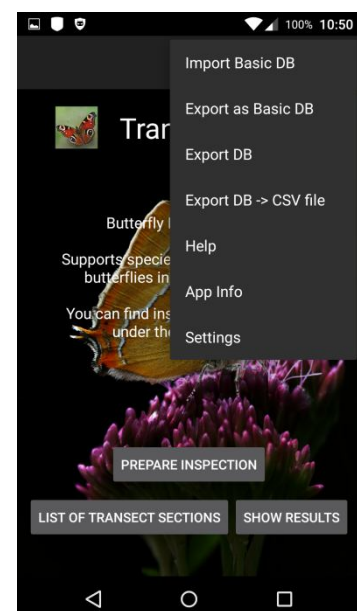 100% 10:50
Import Basic DB
Export as Basic DB
Export DB
Export DB -> CSV file
Help
App Info
Settings
Tran
Butterfly
Supports specie
butterflies in
You can find ins
under the
PREPARE INSPECTION
LIST OF TRANSECT SECTIONS
SHOW RESULTS